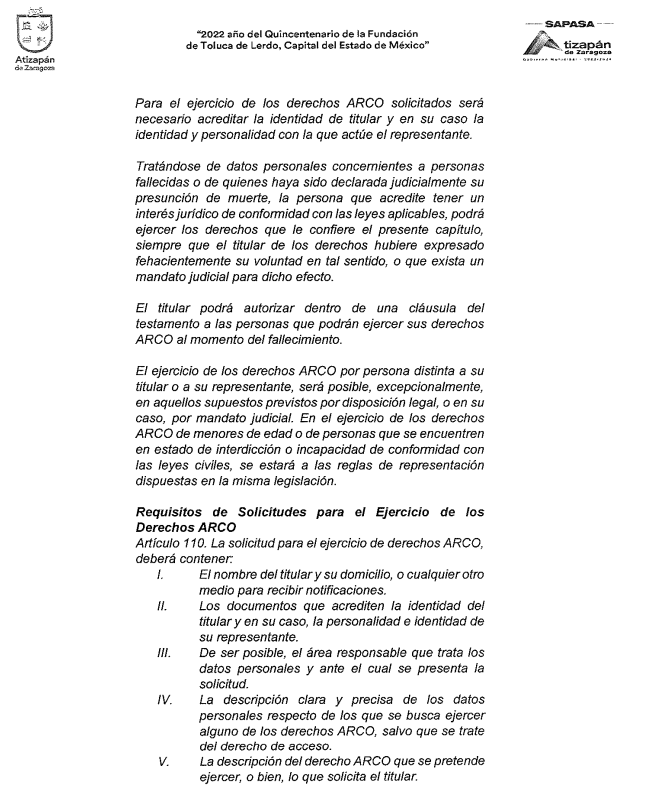 Atizapán
de Zaragoza
“2022 año del Quincentenario de la Fundación
de Toluca de Lerdo, Capital del Estado de México”
SAPASA
Atizapán
de Zaragoza
Gobierno Municipal · 2022-2024
Para el ejercicio de los derechos ARCO solicitados será
necesario acreditar la identidad de titular y en su caso la
identidad y personalidad con la que actúe el representante.
Tratándose de datos personales concernientes a personas
fallecidas o de quienes haya sido declarada judicialmente su
presunción de muerte, la persona que acredite tener un
interés jurídico de conformidad con las leyes aplicables, podrá
ejercer los derechos que le confiere el presente capítulo,
siempre que el titular de los derechos hubiere expresado
fehacientemente su voluntad en tal sentido, o que exista un
mandato judicial para dicho efecto.
El titular podrá autorizar dentro de una cláusula del
testamento a las personas que podrán ejercer sus derechos
ARCO al momento del fallecimiento.
El ejercicio de los derechos ARCO por persona distinta a su
titular o a su representante, será posible, excepcionalmente,
en aquellos supuestos previstos por disposición legal, o en su
caso, por mandato judicial. En el ejercicio de los derechos
ARCO de menores de edad o de personas que se encuentren
en estado de interdicción o incapacidad de conformidad con
las leyes civiles, se estará a las reglas de representación
dispuestas en la misma legislación.
Requisitos de Solicitudes para el Ejercicio de los
Derechos ARCO
Artículo 110. La solicitud para el ejercicio de derechos ARCO,
deberá contener:
I. El nombre del titular y su domicilio, o cualquier otro
medio para recibir notificaciones.
II. Los documentos que acrediten la identidad del
titular y en su caso, la personalidad e identidad de
su representante.
III. De ser posible, el área responsable que trata los
datos personales y ante el cual se presenta la
solicitud.
IV. La descripción clara y precisa de los datos
personales respecto de los que se busca ejercer
alguno de los derechos ARCO, salvo que se trate
del derecho de acceso.
V. La descripción del derecho ARCO que se pretende
ejercer, o bien, lo que solicita el titular.